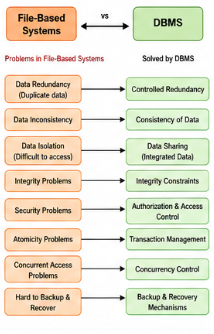 File-Based
Systems
vs
DBMS
Problems in File-Based Systems
Solved by DBMS
Data Redundancy
(Duplicate data)
Controlled Redundancy
Data Inconsistency
Consistency of Data
Data Isolation
(Difficult to access)
Data Sharing
(Integrated Data)
Integrity Problems
Integrity Constraints
Security Problems
Authorization & Access
Control
Atomicity Problems
Transaction Management
Concurrent Access
Problems
Concurrency Control
Hard to Backup &
Recover
Backup & Recovery
Mechanisms